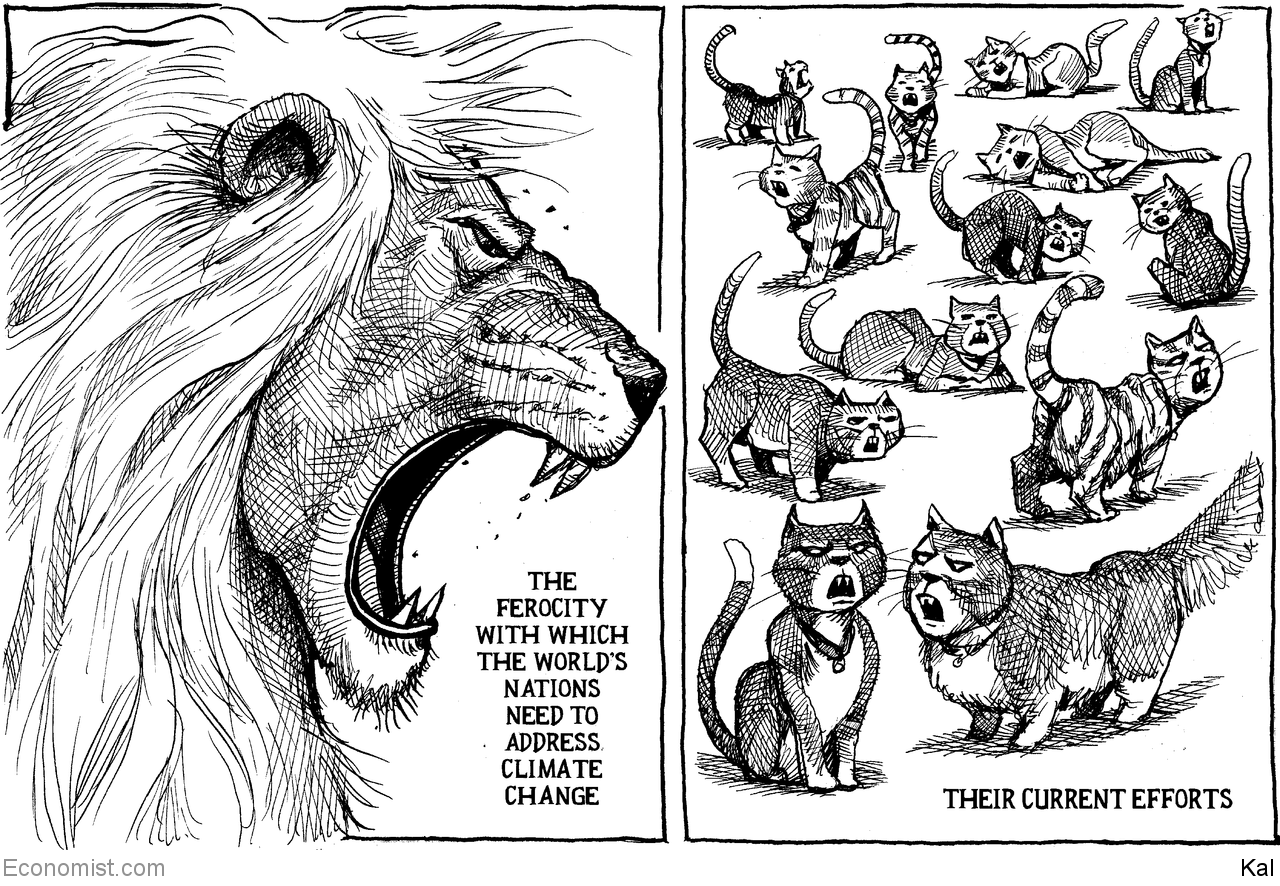 THE
FEROCITY
WITH WHICH
THE WORLD'S
NATIONS
NEED TO
ADDRESS
CLIMATE
CHANGE
THEIR CURRENT EFFORTS
Economist.com
Kal